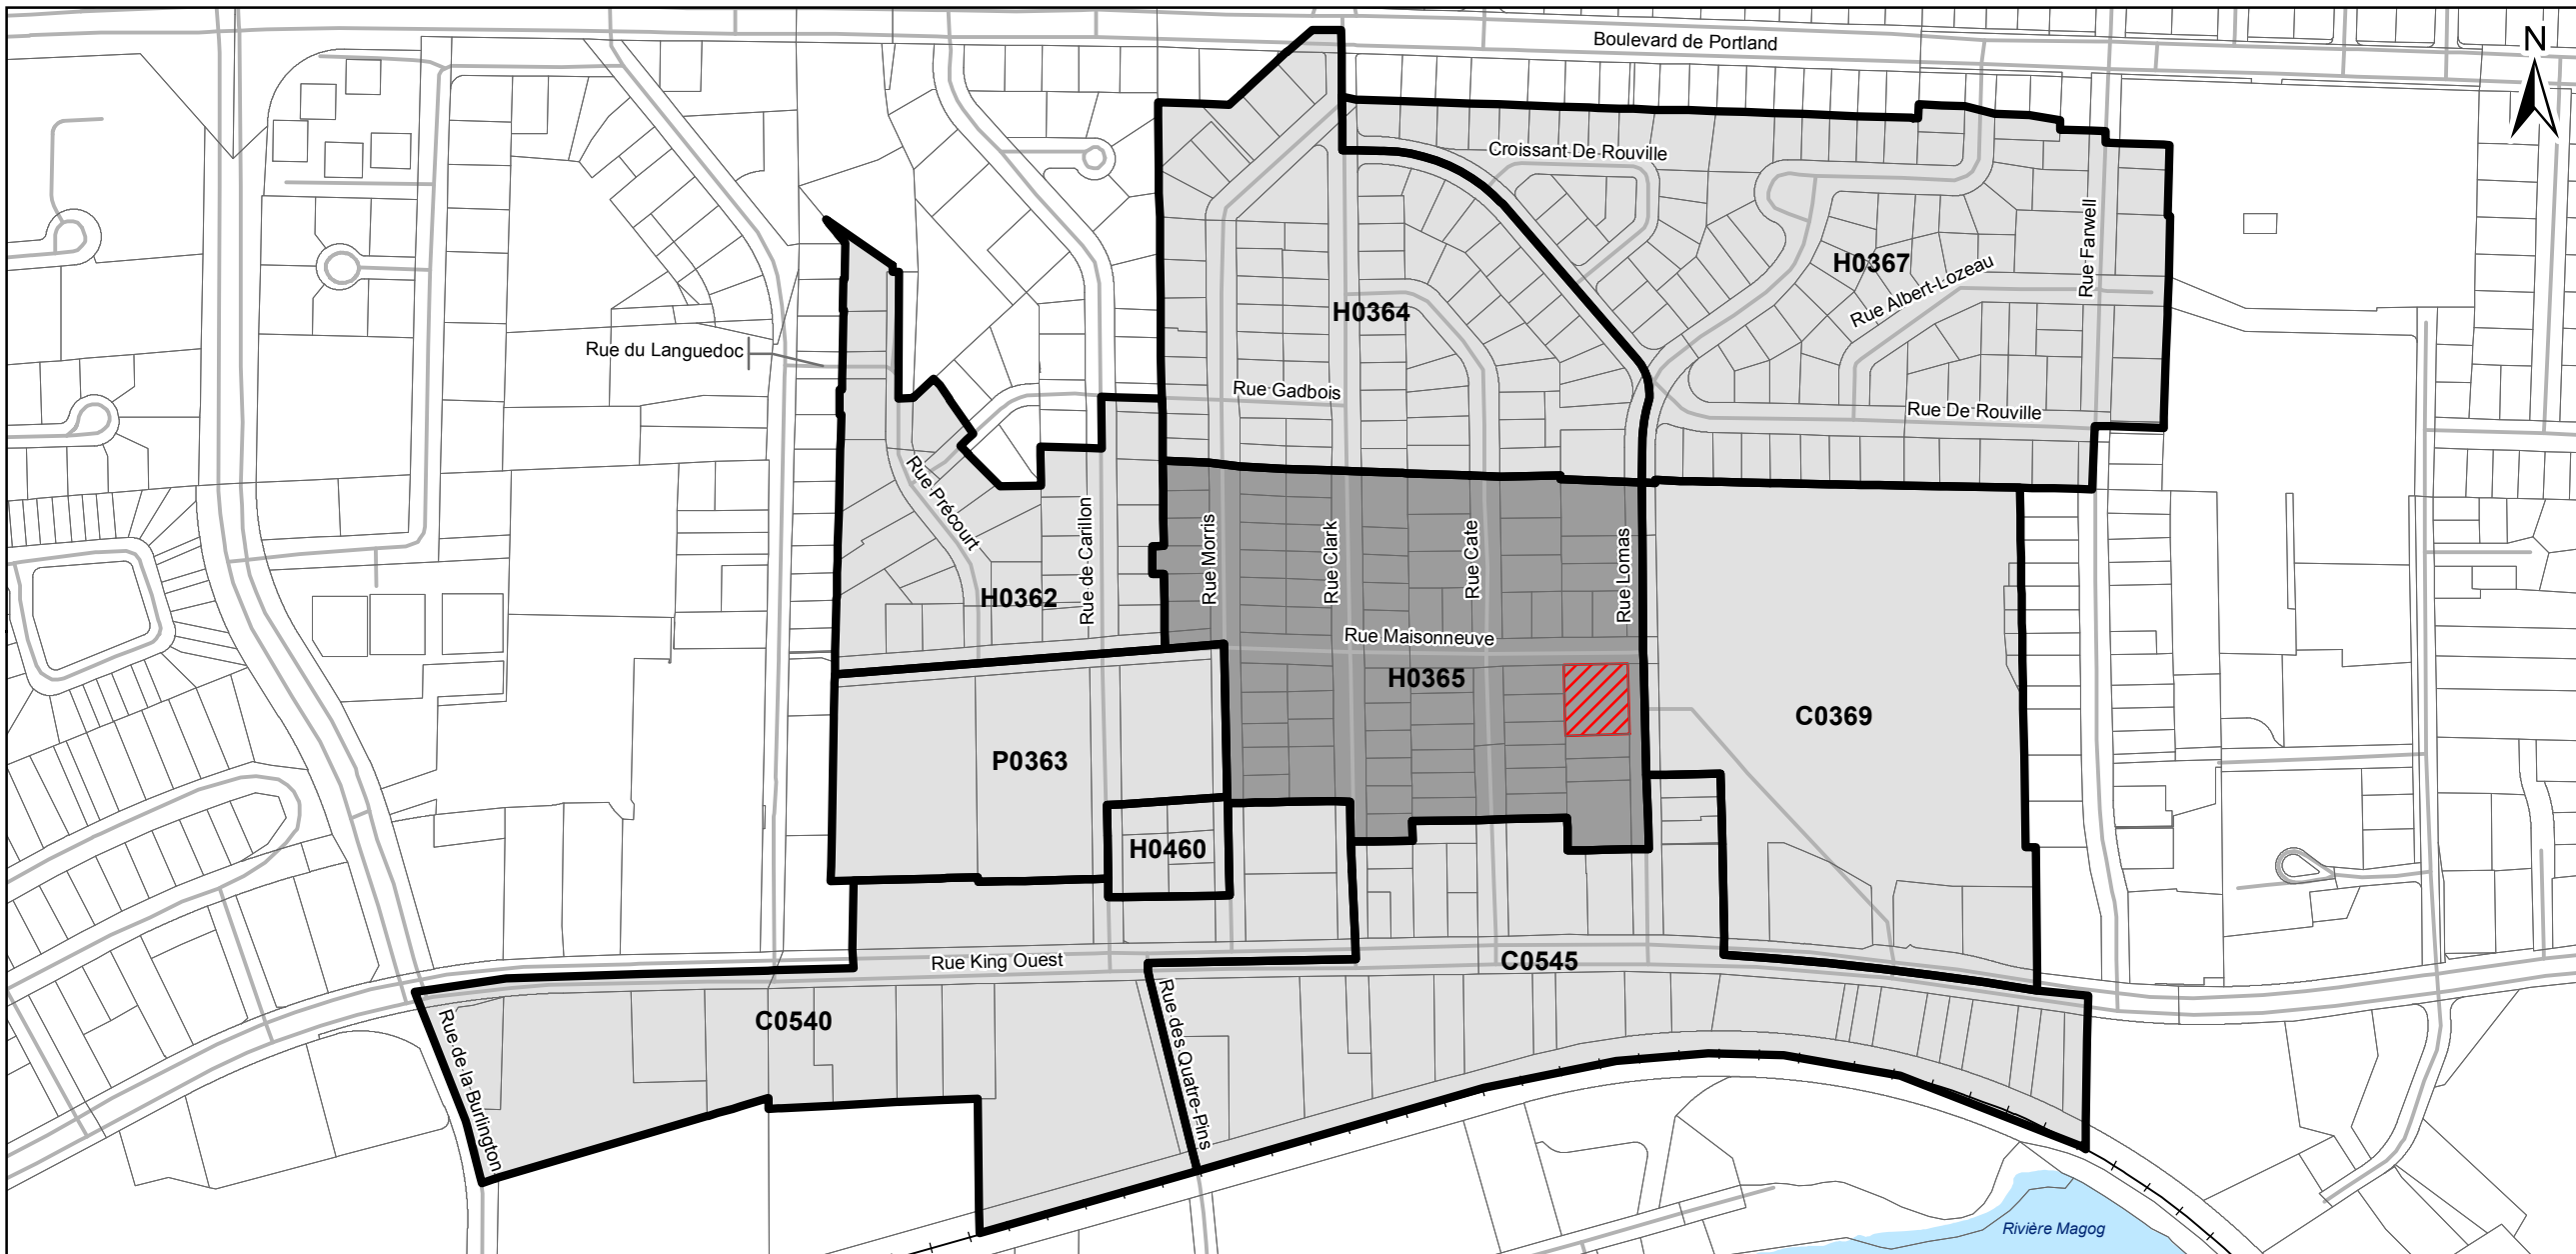 Boulevard de Portland
N
Croissant De Rouville
Rue Farwell
H0367
Rue Albert-Lozeau
H0364
Rue du Languedoc
Rue Gadbois
Rue De Rouville
Rue Précourt
Rue de Carillon
Rue Morris
Rue Clark
Rue Cate
Rue Lomas
H0362
Rue Maisonneuve
H0365
C0369
P0363
H0460
Rue King Ouest
C0545
C0540
Rue de la Burlington
Rue des Quatre-Pins
Rivière Magog